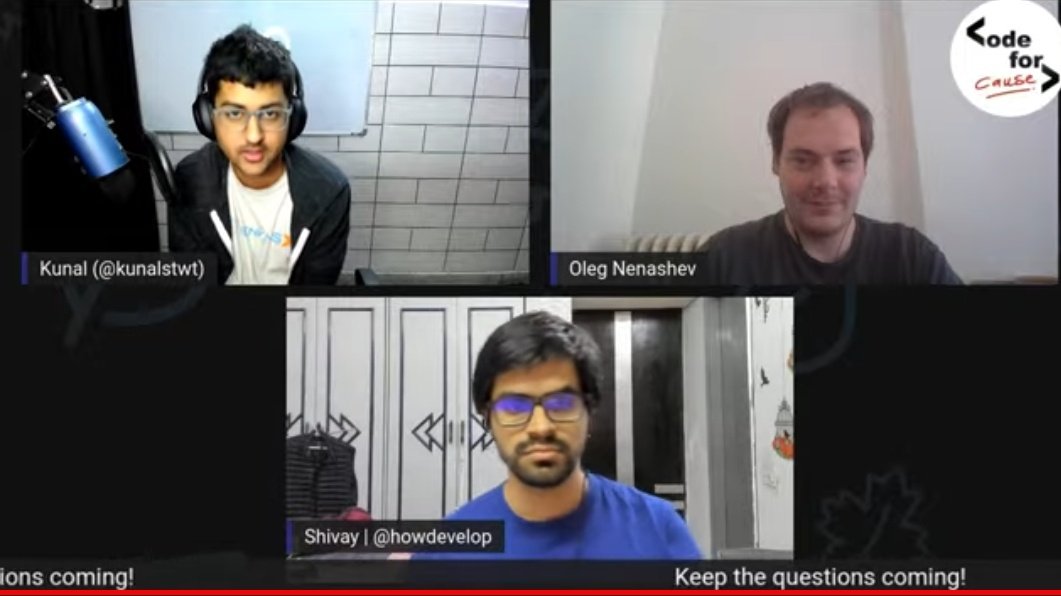 <ode
for>
cause
Kunal (@kunalstwt)
Oleg Nenashev
Shivay | @howdevelop
ions coming!
Keep the questions coming!